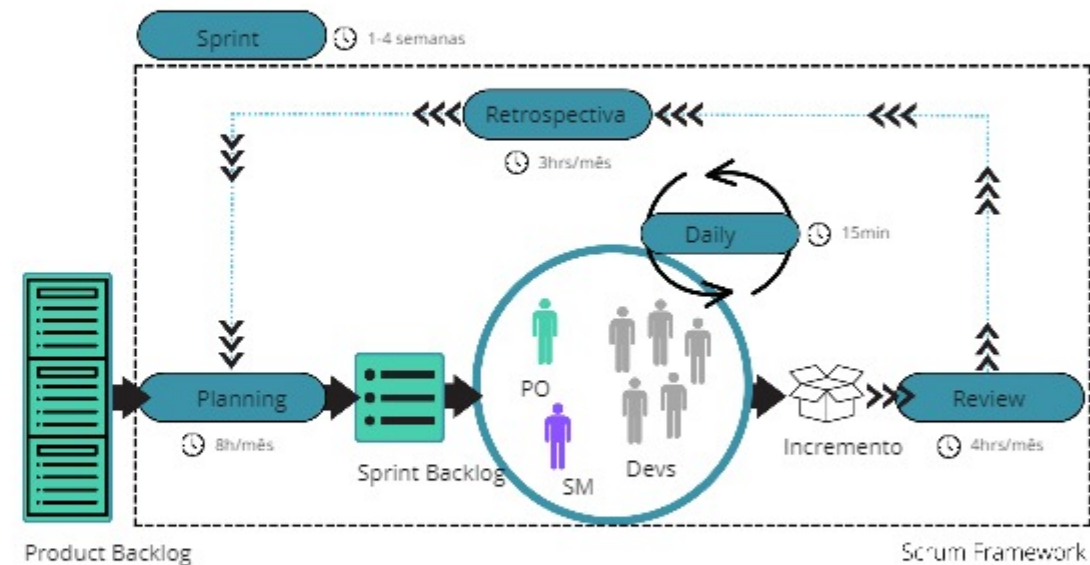 Sprint
1-4 semanas
Retrospectiva
3hrs/mês
Daily
15min
PO
Planning
Review
8h/mês
Sprint Backlog
SM
Devs
Incremento
4hrs/mês
Product Backlog
Scrum Framework